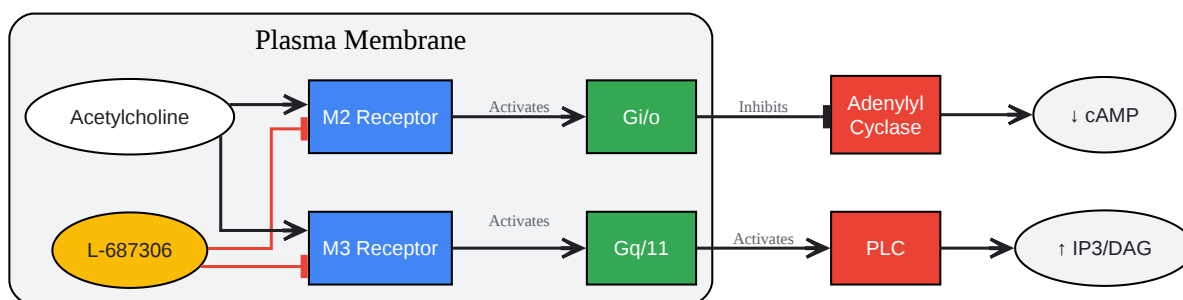 Plasma Membrane
Acetylcholine
M2 Receptor
Activates
Gi/o
Inhibits
Adenylyl
Cyclase
↓ cAMP
L-687306
M3 Receptor
Activates
Gq/11
Activates
PLC
↑ IP3/DAG